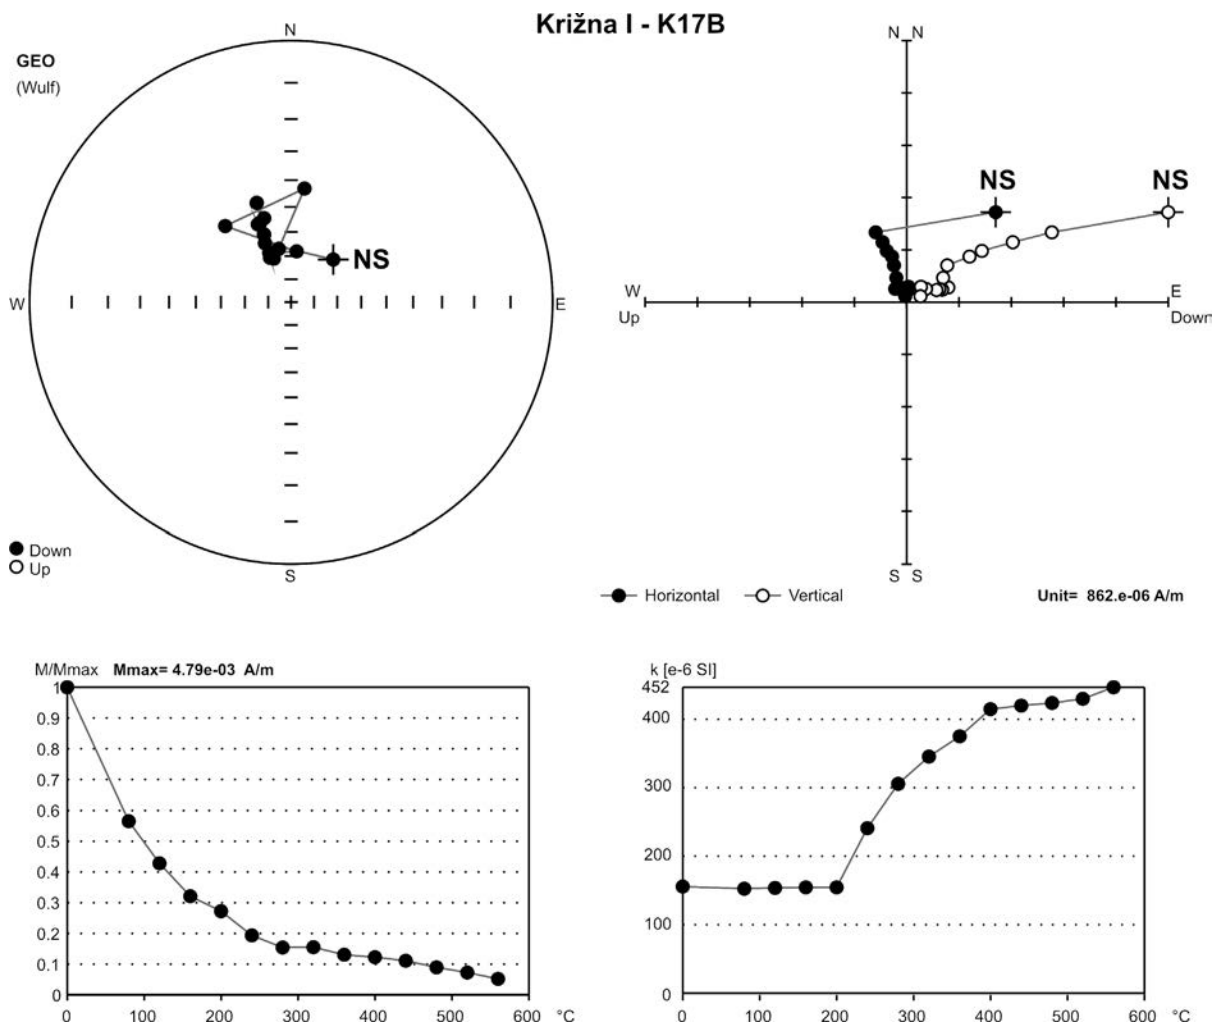 Križna I - K17B
GEO
(Wulf)
N
W
E
S
NS
Down
Up
N N
W
Up
E
Down
S S
NS
NS
Horizontal
Vertical
Unit= 862.e-06 A/m
M/Mmax Mmax= 4.79e-03 A/m
1
0.9
0.8
0.7
0.6
0.5
0.4
0.3
0.2
0.1
0
0 100 200 300 400 500 600 °C
k [e-6 SI]
452
400
300
200
100
0
0 100 200 300 400 500 600 °C